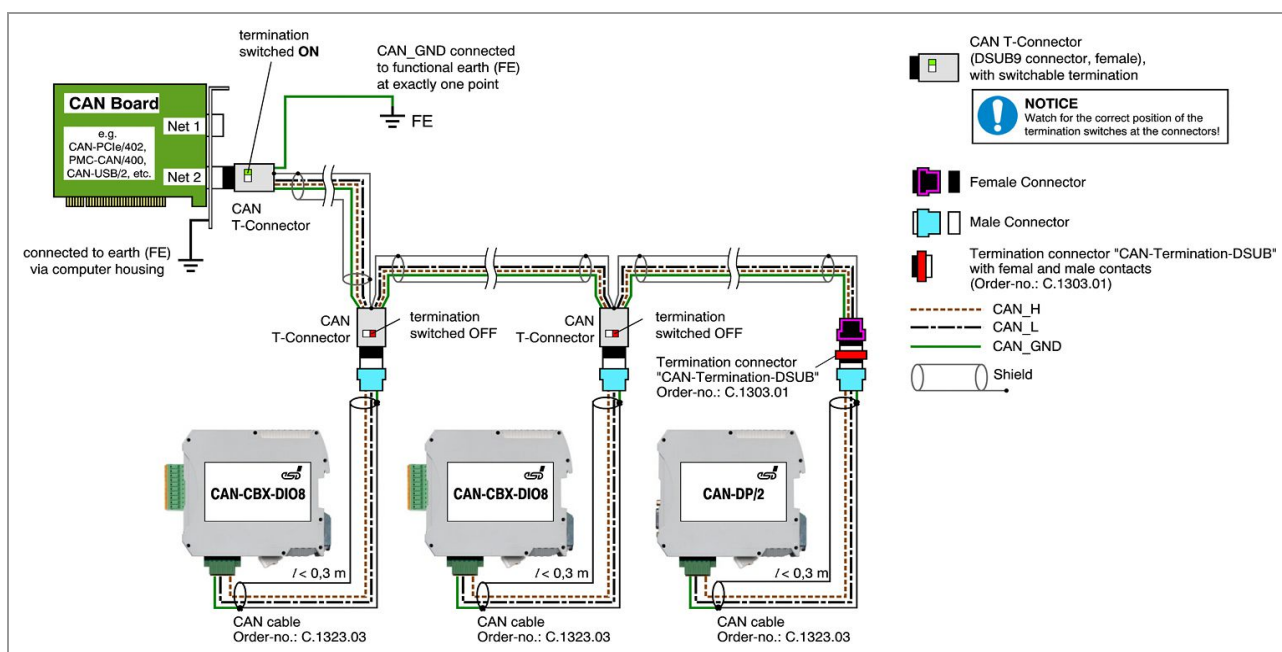 termination
switched ON
CAN_GND connected
to functional earth (FE)
at exactly one point
FE
CAN Board
e.g.
CAN-PCIe/402,
PMC-CAN/400,
CAN-USB/2, etc.
Net 1
Net 2
CAN
T-Connector
connected to earth (FE)
via computer housing
CAN
T-Connector
termination
switched OFF
CAN
T-Connector
termination
switched OFF
Termination connector
"CAN-Termination-DSUB"
Order-no.: C.1303.01
esd
CAN-CBX-DIO8
esd
CAN-CBX-DIO8
esd
CAN-DP/2
l < 0,3 m
l < 0,3 m
l < 0,3 m
CAN cable
Order-no.: C.1323.03
CAN cable
Order-no.: C.1323.03
CAN cable
Order-no.: C.1323.03
CAN T-Connector
(DSUB9 connector, female),
with switchable termination
NOTICE
Watch for the correct position of the
termination switches at the connectors!
Female Connector
Male Connector
Termination connector "CAN-Termination-DSUB"
with femal and male contacts
(Order-no.: C.1303.01)
CAN_H
CAN_L
CAN_GND
Shield